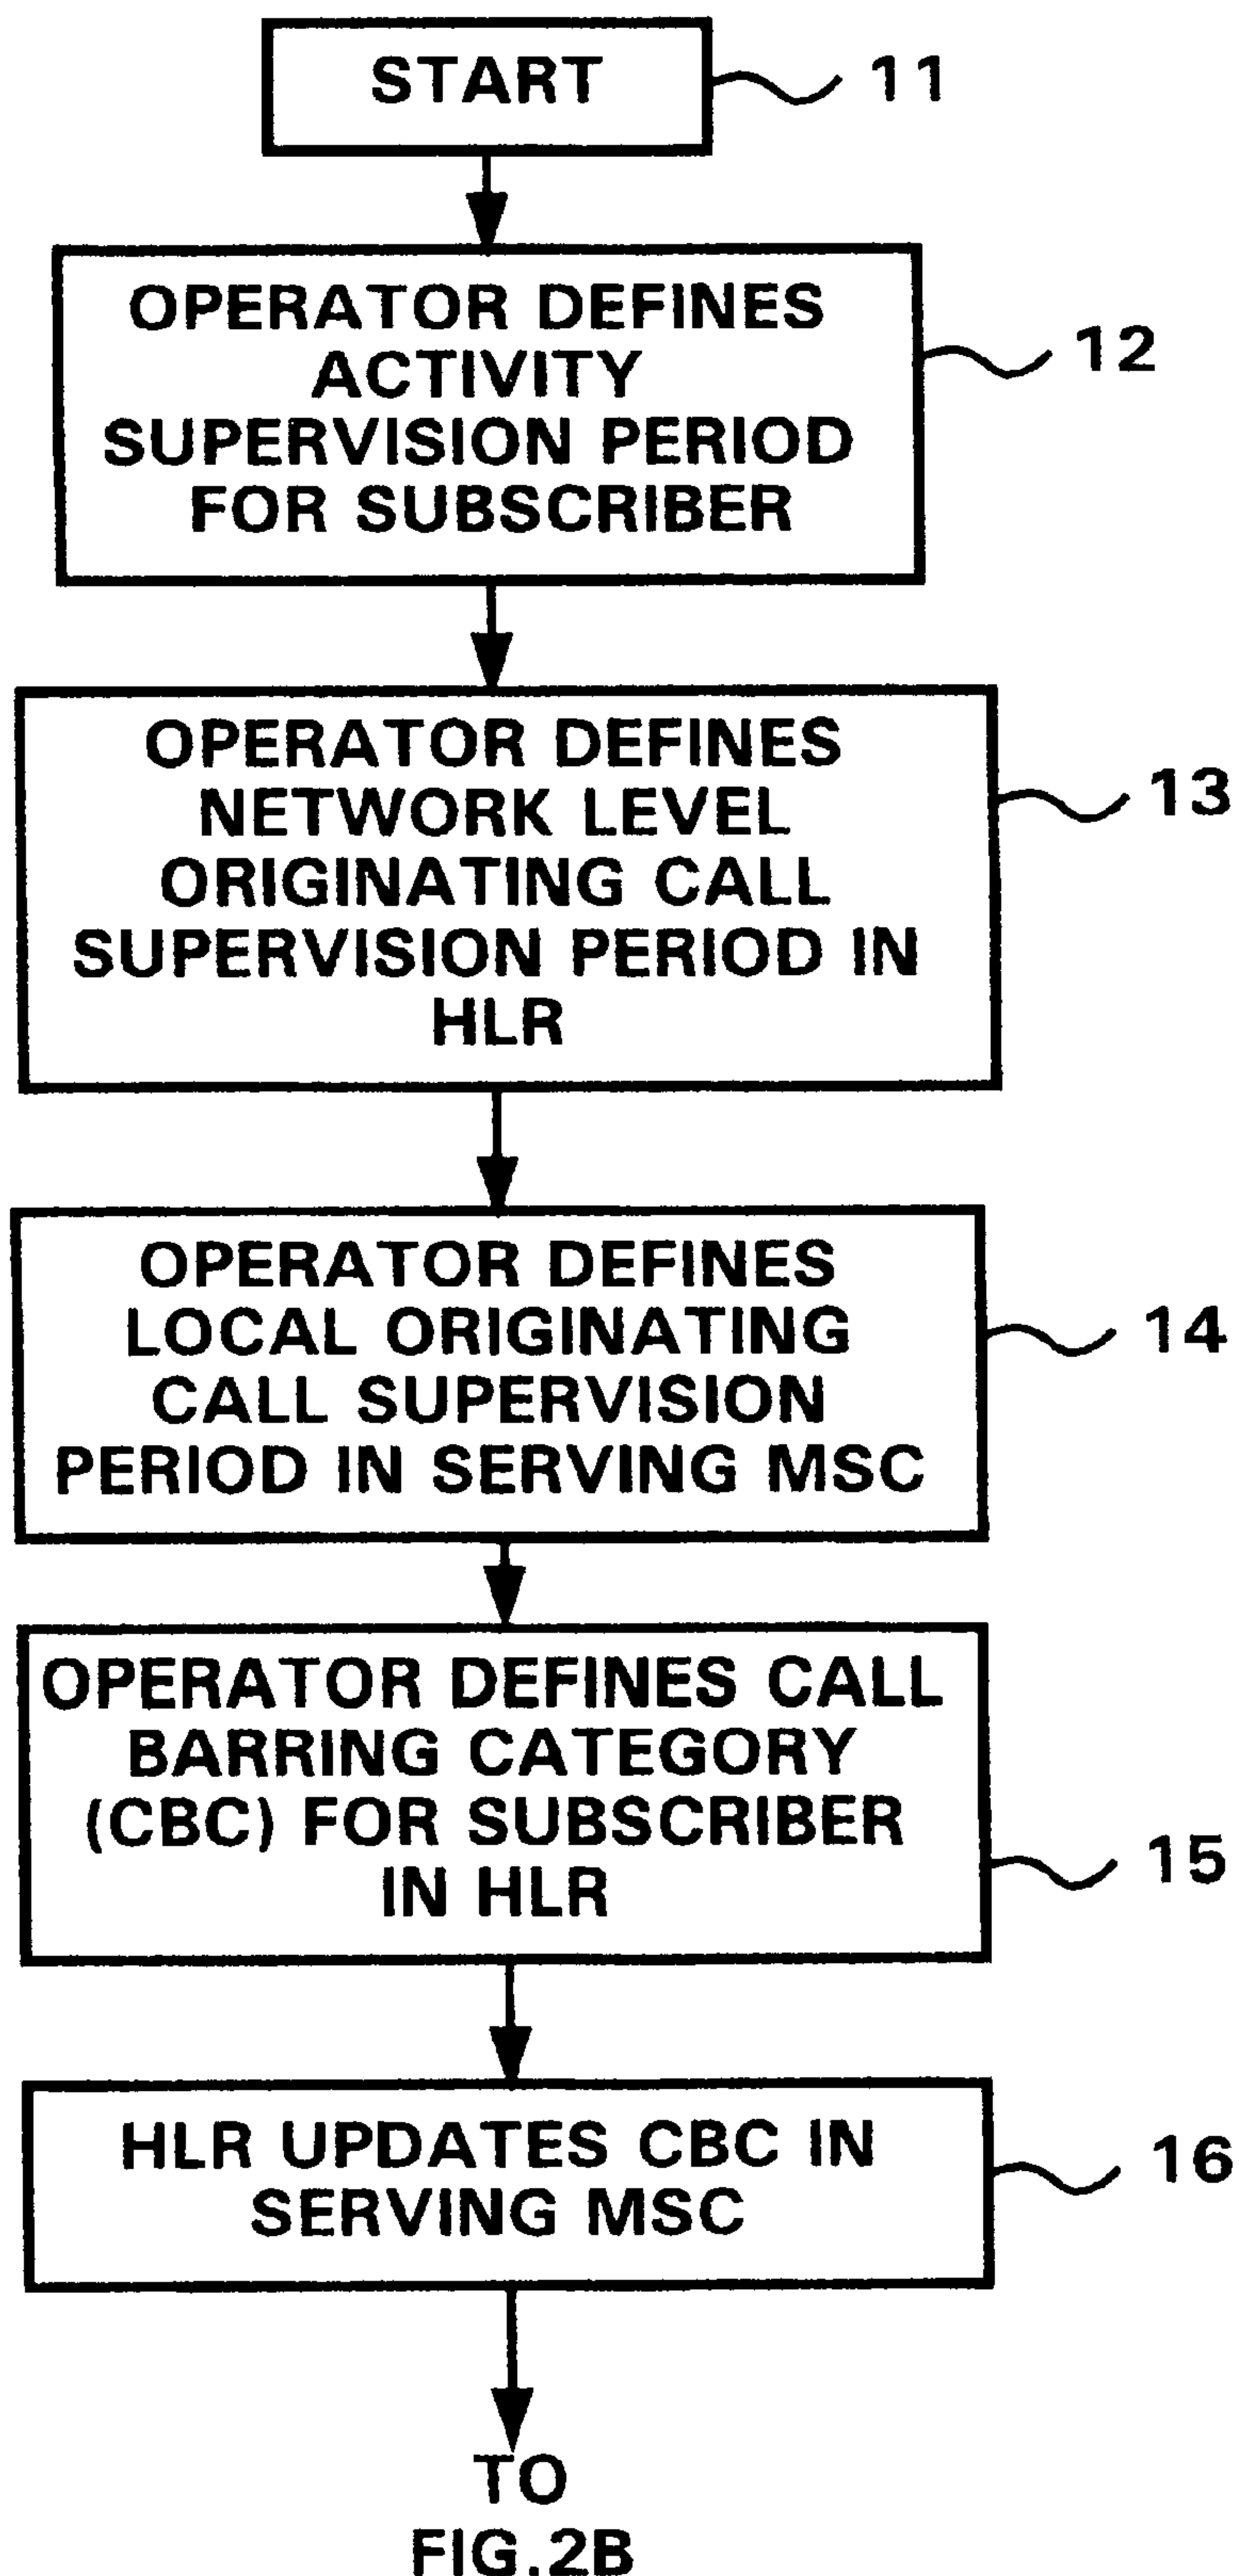 START
11
OPERATOR DEFINES
ACTIVITY
SUPERVISION PERIOD
FOR SUBSCRIBER
12
OPERATOR DEFINES
NETWORK LEVEL
ORIGINATING CALL
SUPERVISION PERIOD IN
HLR
13
OPERATOR DEFINES
LOCAL ORIGINATING
CALL SUPERVISION
PERIOD IN SERVING MSC
14
OPERATOR DEFINES CALL
BARRING CATEGORY
(CBC) FOR SUBSCRIBER
IN HLR
15
HLR UPDATES CBC IN
SERVING MSC
16
TO
FIG.2B